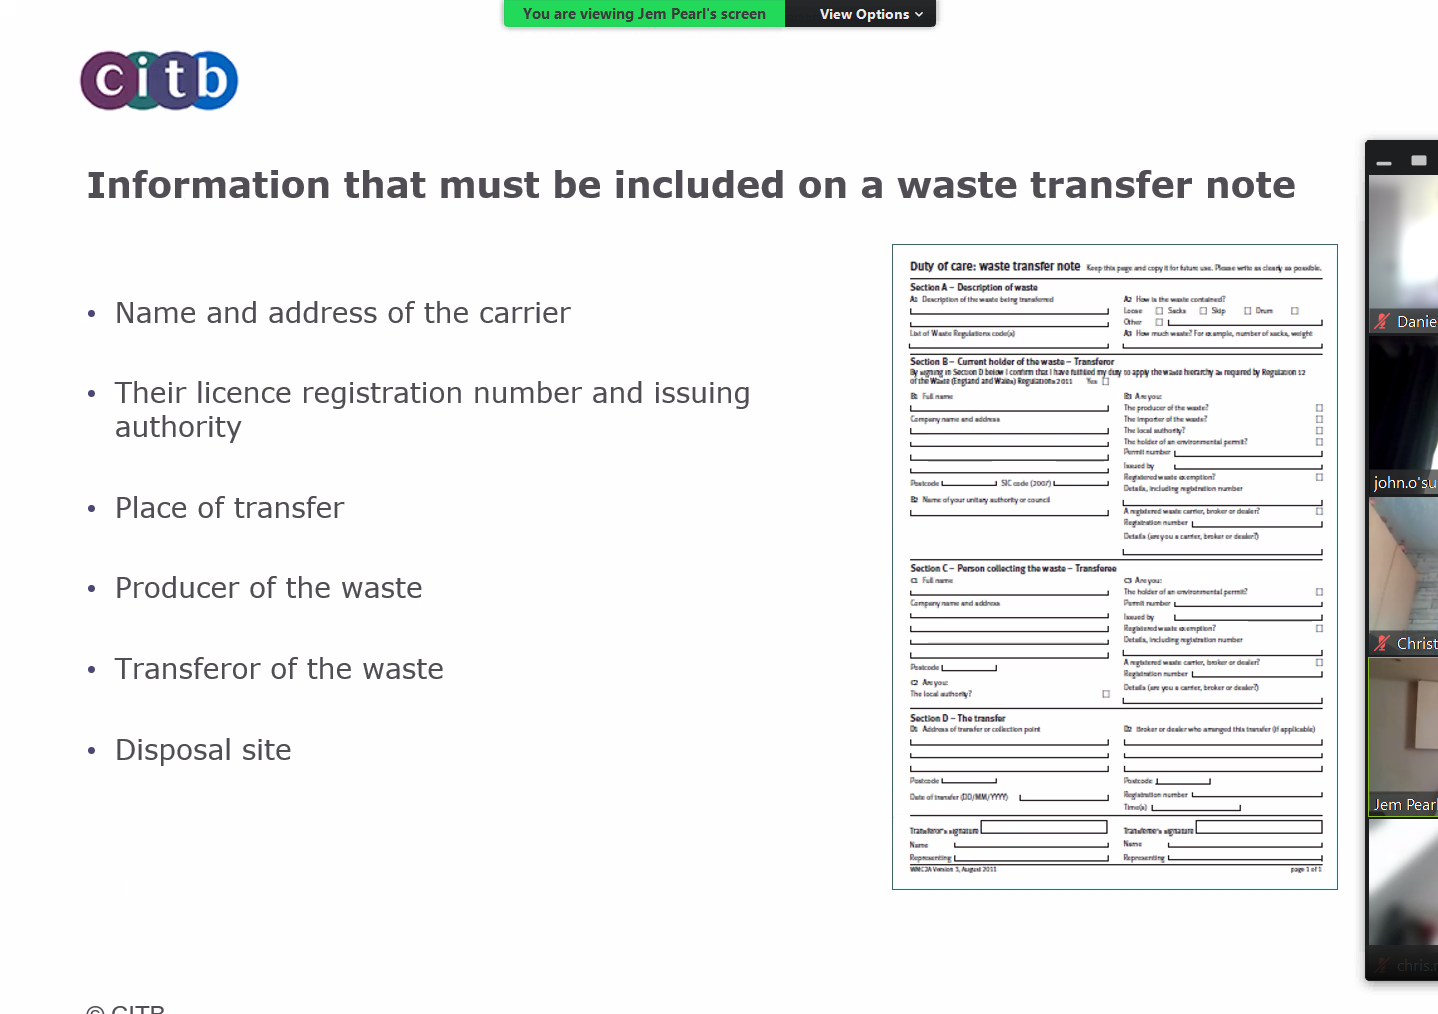 You are viewing Jem Pearl's screen View Options
citb
Information that must be included on a waste transfer note
• Name and address of the carrier
• Their licence registration number and issuing
authority
• Place of transfer
• Producer of the waste
• Transferor of the waste
• Disposal site
Duty of care: waste transfer note Keep this page and copy it for future use. Please write as clearly as possible.
Section A – Description of waste
A1 Description of the waste being transferred
List of Waste Regulations code(s)
A2 How is the waste contained?
Loose Sacks Skip Drum
Other
A3 How much waste? For example, number of sacks, weight
Section B – Current holder of the waste – Transferor
By signing in Section D below I confirm that I have fulfilled my duty to apply the waste hierarchy as required by Regulation 12
of the Waste (England and Wales) Regulations 2011 Yes
B1 Full name
Company name and address
Postcode SIC code (2007)
B2 Name of your unitary authority or council
B3 Are you:
The producer of the waste?
The importer of the waste?
The local authority?
The holder of an environmental permit?
Permit number
Issued by
Registered waste exemption?
Details, including registration number
A registered waste carrier, broker or dealer?
Registration number
Details (are you a carrier, broker or dealer?)
Section C – Person collecting the waste – Transferee
C1 Full name
Company name and address
Postcode
C2 Are you:
The local authority?
C3 Are you:
The holder of an environmental permit?
Permit number
Issued by
Registered waste exemption?
Details, including registration number
A registered waste carrier, broker or dealer?
Registration number
Details (are you a carrier, broker or dealer?)
Section D – The transfer
D1 Address of transfer or collection point
Postcode
Date of transfer (DD/MM/YYYY)
D2 Broker or dealer who arranged this transfer (if applicable)
Postcode
Registration number
Time(s)
Transferor's signature
Name
Representing
Transferee's signature
Name
Representing
WMC2A Version 3, August 2011 page 1 of 1
Danie
john.o'su
Christ
Jem Pearl
chris.
© CITB